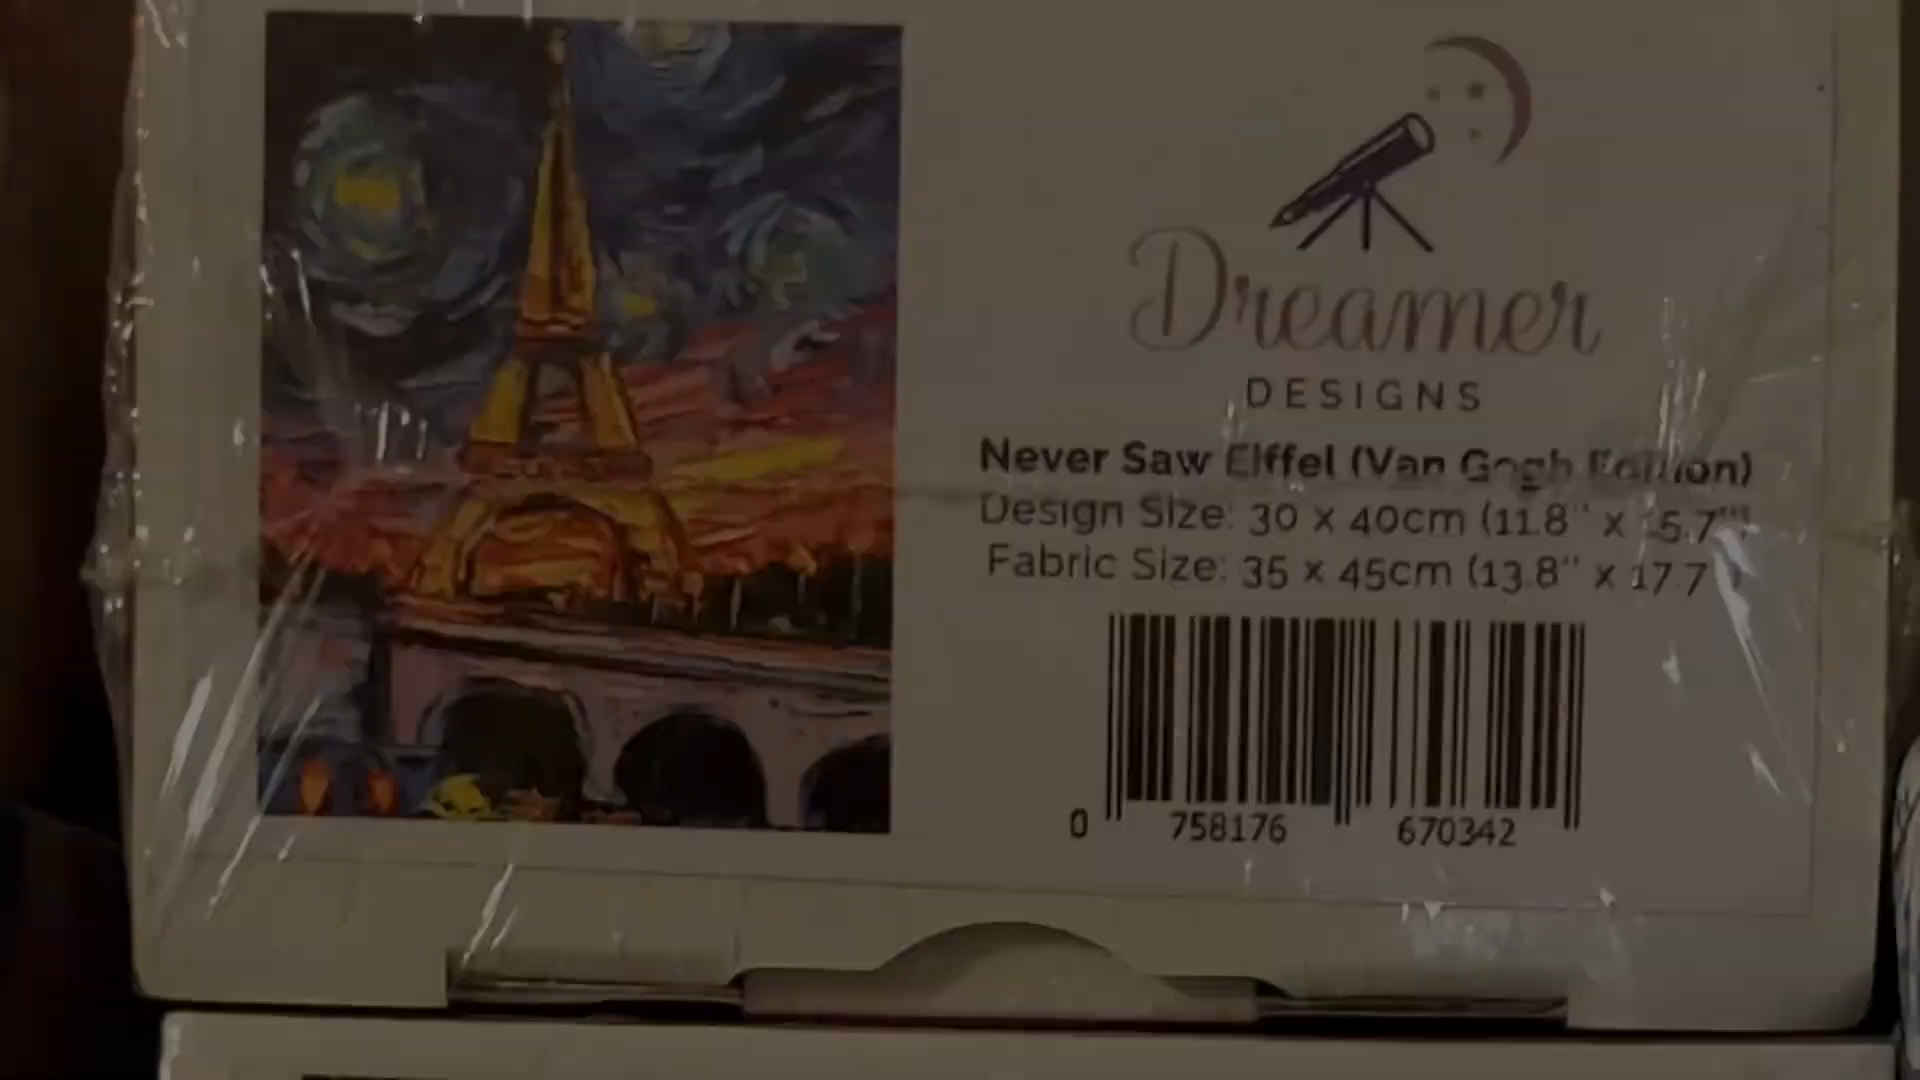 Dreamer
DESIGNS
Never Saw Eiffel (Van Gogh Edition)
Design Size: 30 x 40cm (11.8" x 15.7")
Fabric Size: 35 x 45cm (13.8" x 17.7
0 758176 670342